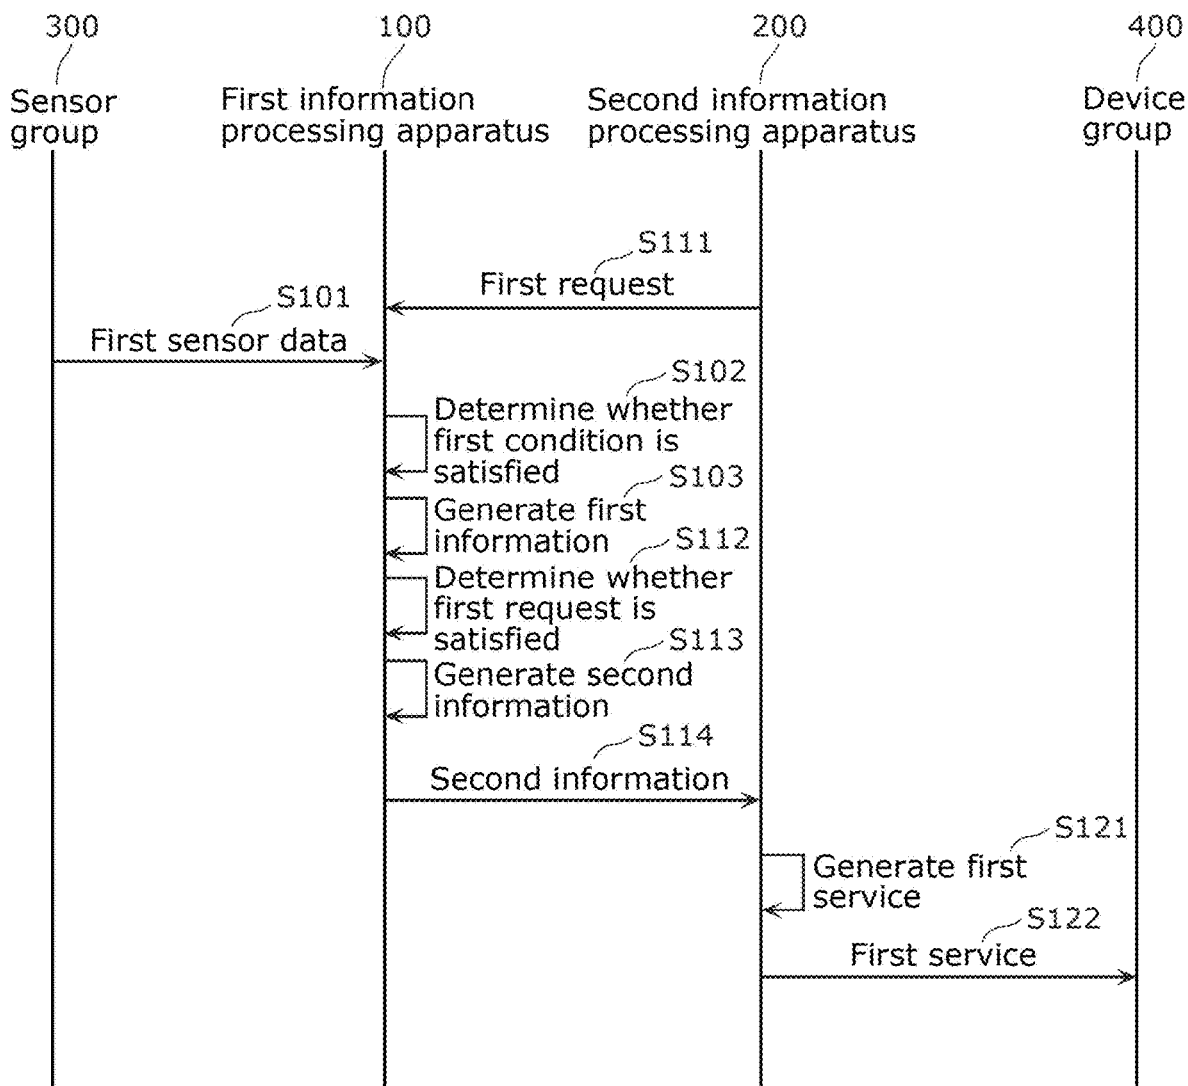 300
100
200
400
Sensor
group
First information
processing apparatus
Second information
processing apparatus
Device
group
S111
First request
S101
First sensor data
S102
Determine whether
first condition is
satisfied
S103
Generate first
information
S112
Determine whether
first request is
satisfied
S113
Generate second
information
S114
Second information
S121
Generate first
service
S122
First service